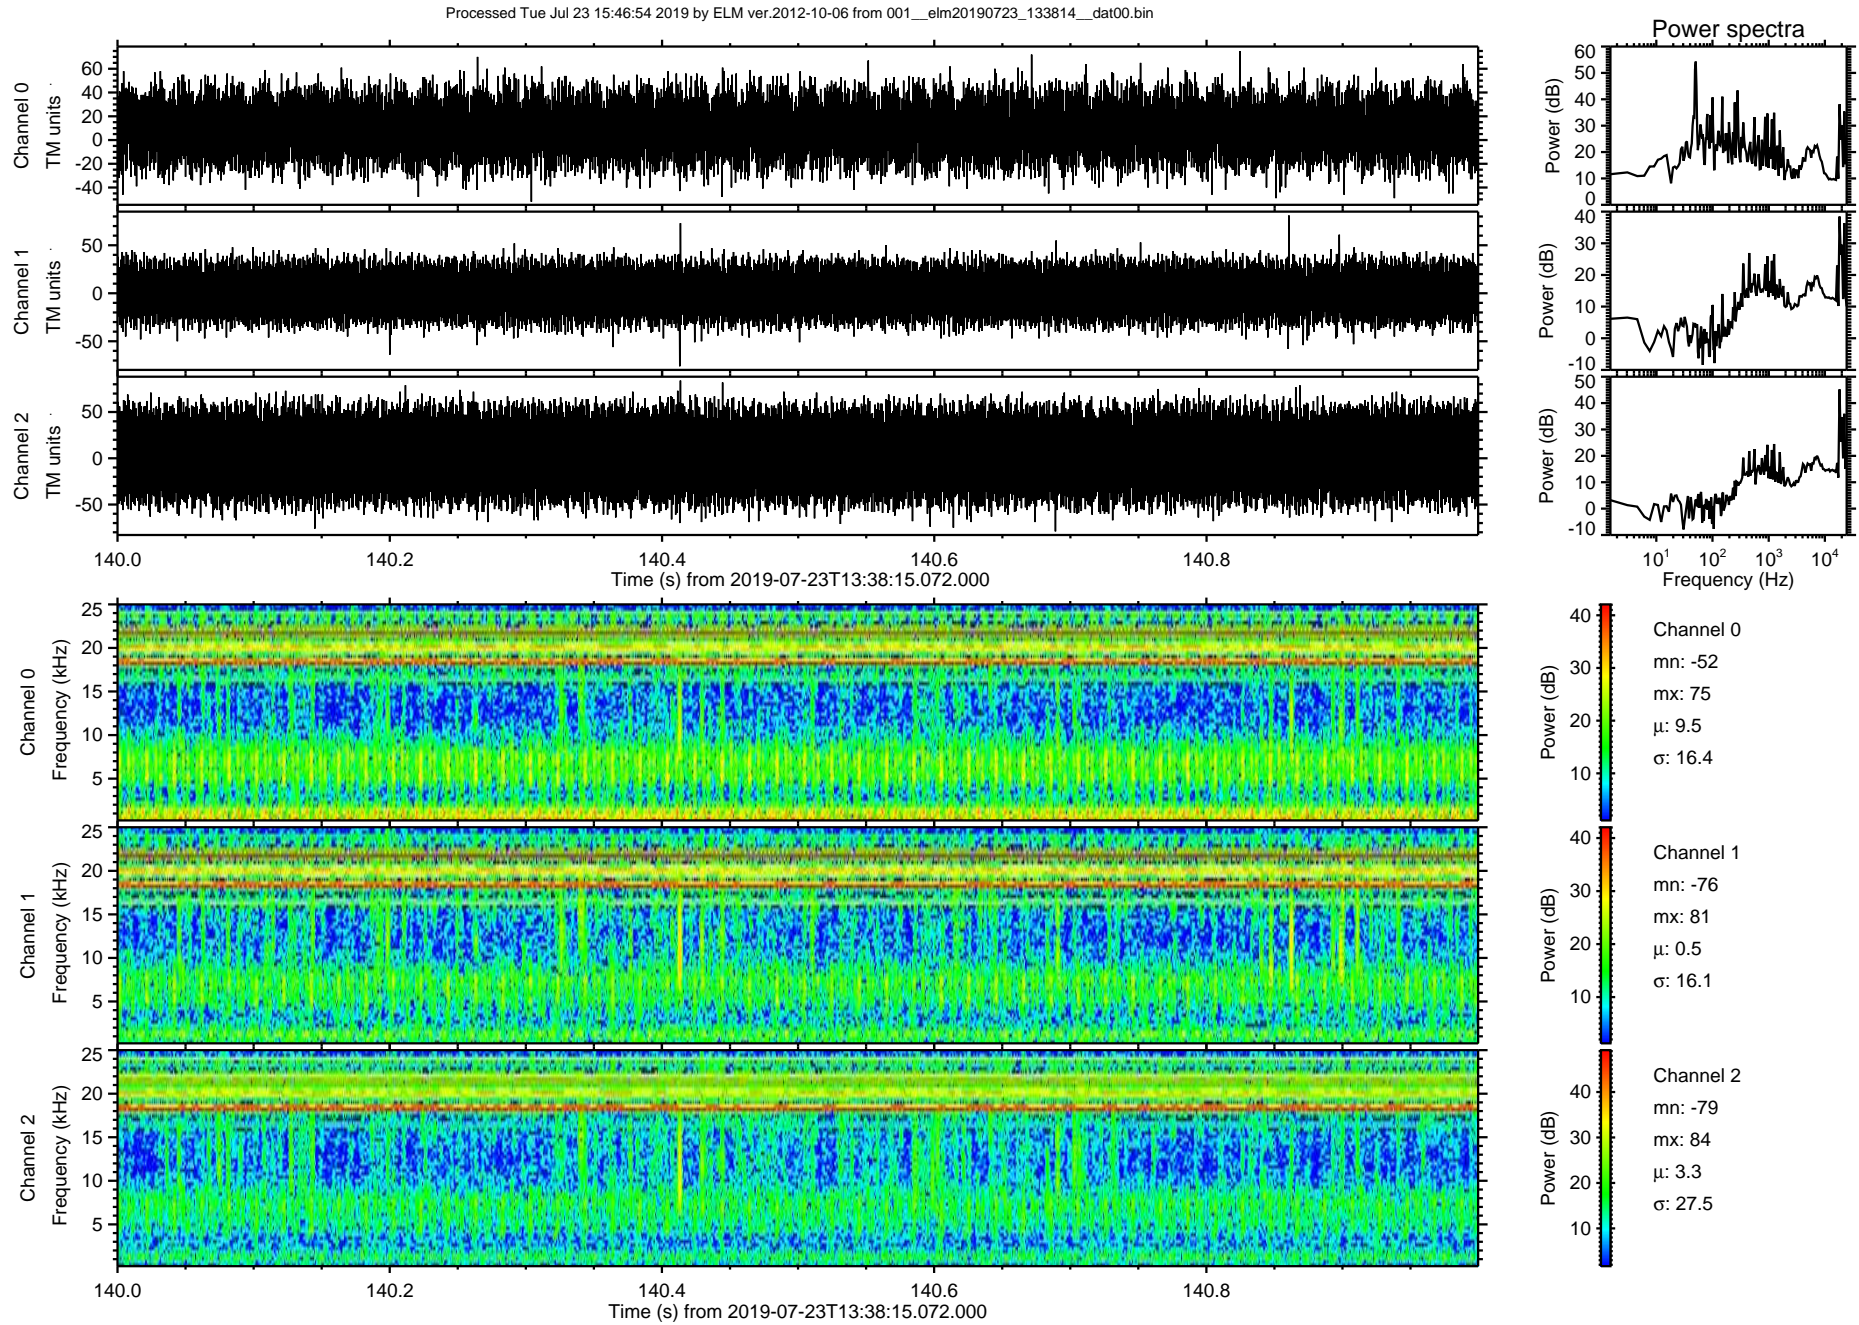 Processed Tue Jul 23 15:46:54 2019 by ELM ver.2012-10-06 from 001__elm20190723_133814__dat00.bin
Power spectra
Channel 0
TM units
60
40
20
0
-20
-40
Power (dB)
60
50
40
30
20
10
0
Channel 1
TM units
50
0
-50
Power (dB)
40
30
20
10
0
-10
Channel 2
TM units
50
0
-50
Power (dB)
50
40
30
20
10
0
-10
140.0 140.2 140.4 140.6 140.8
Time (s) from 2019-07-23T13:38:15.072.000
10^1 10^2 10^3 10^4
Frequency (Hz)
Channel 0
Frequency (kHz)
25
20
15
10
5
Power (dB)
40
30
20
10
Channel 0
mn: -52
mx: 75
μ: 9.5
σ: 16.4
Channel 1
Frequency (kHz)
25
20
15
10
5
Power (dB)
40
30
20
10
Channel 1
mn: -76
mx: 81
μ: 0.5
σ: 16.1
Channel 2
Frequency (kHz)
25
20
15
10
5
Power (dB)
40
30
20
10
Channel 2
mn: -79
mx: 84
μ: 3.3
σ: 27.5
140.0 140.2 140.4 140.6 140.8
Time (s) from 2019-07-23T13:38:15.072.000